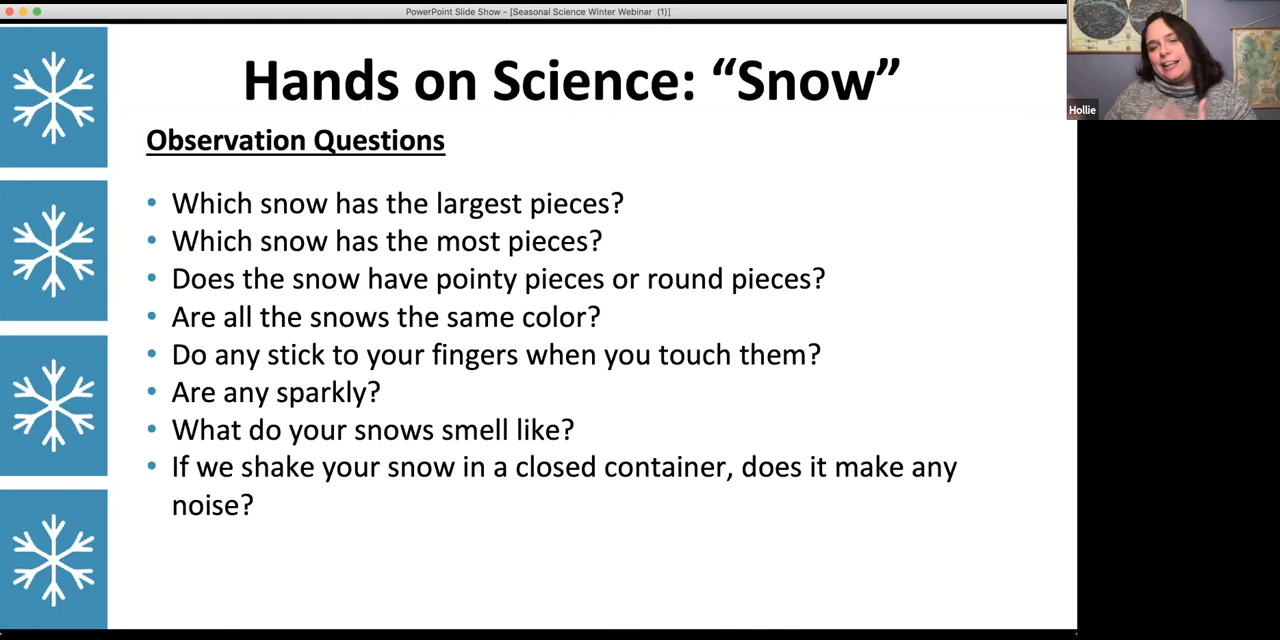 PowerPoint Slide Show - [Seasonal Science Winter Webinar (1)]
Hands on Science: “Snow”
Hollie
Observation Questions
• Which snow has the largest pieces?
• Which snow has the most pieces?
• Does the snow have pointy pieces or round pieces?
• Are all the snows the same color?
• Do any stick to your fingers when you touch them?
• Are any sparkly?
• What do your snows smell like?
• If we shake your snow in a closed container, does it make any
noise?